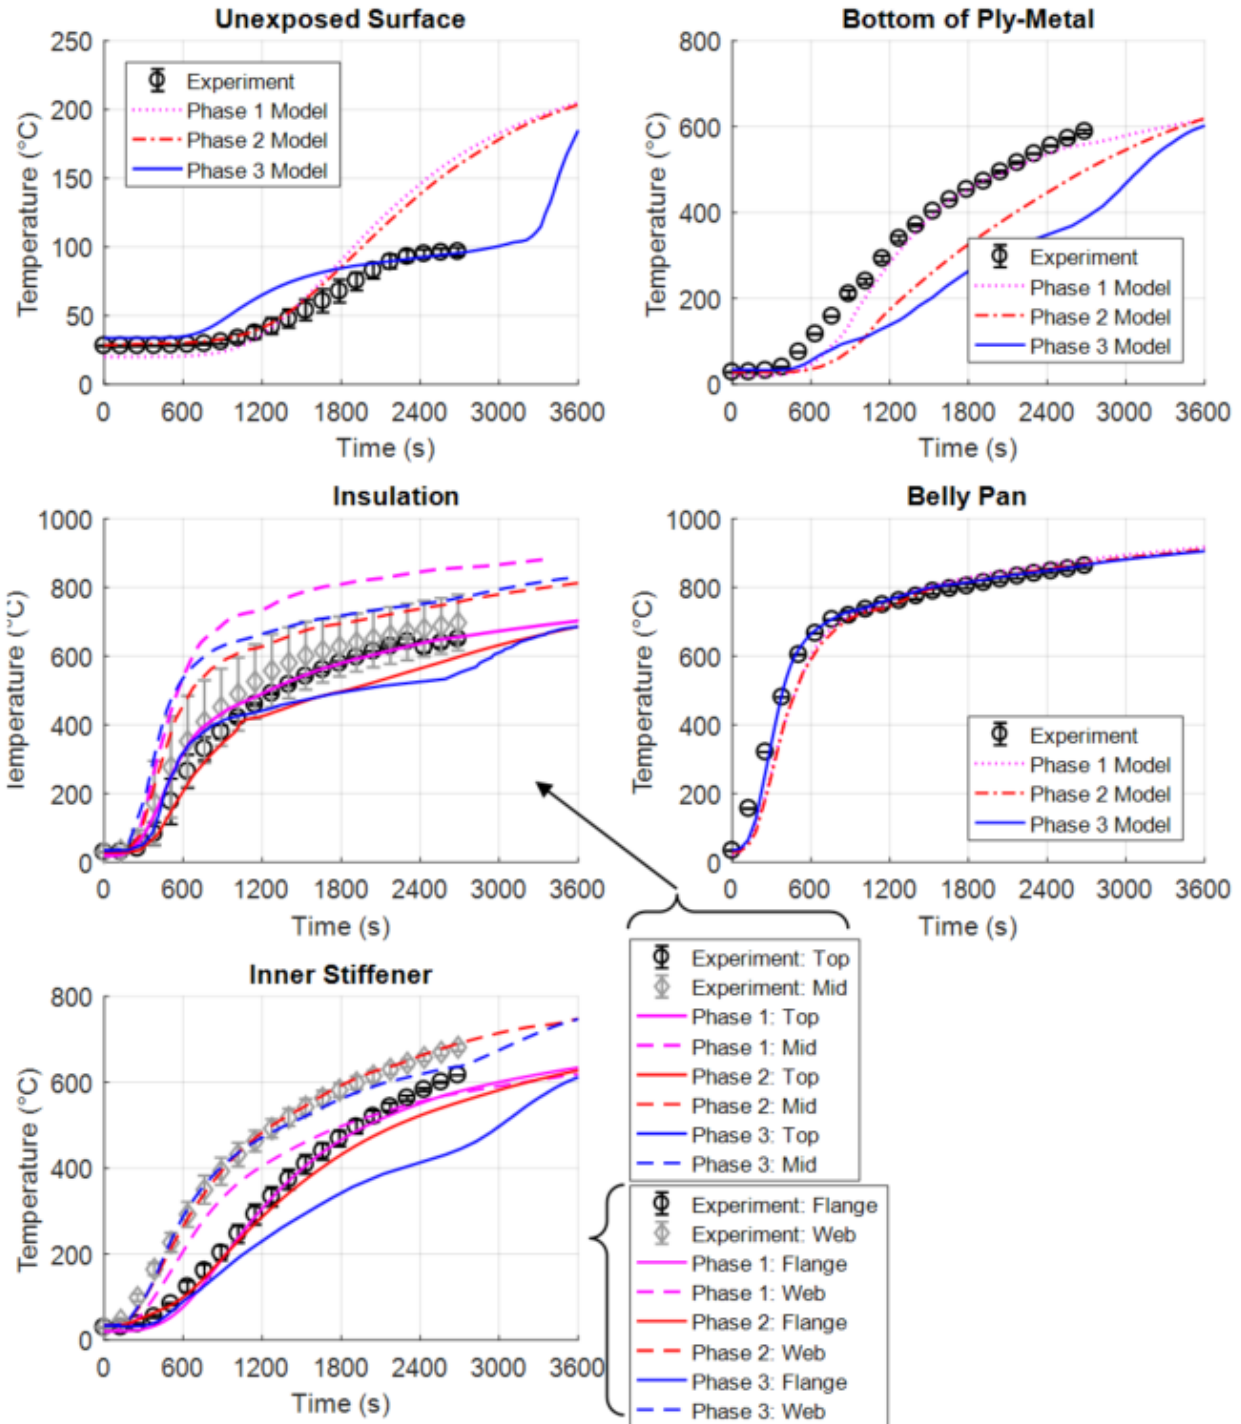 Unexposed Surface
250
200
150
100
50
0
Temperature (°C)
Experiment
Phase 1 Model
Phase 2 Model
Phase 3 Model
0 600 1200 1800 2400 3000 3600
Time (s)
Bottom of Ply-Metal
800
600
400
200
0
Temperature (°C)
Experiment
Phase 1 Model
Phase 2 Model
Phase 3 Model
0 600 1200 1800 2400 3000 3600
Time (s)
Insulation
1000
800
600
400
200
0
Temperature (°C)
0 600 1200 1800 2400 3000 3600
Time (s)
Belly Pan
1000
800
600
400
200
0
Temperature (°C)
Experiment
Phase 1 Model
Phase 2 Model
Phase 3 Model
0 600 1200 1800 2400 3000 3600
Time (s)
Inner Stiffener
800
600
400
200
0
Temperature (°C)
0 600 1200 1800 2400 3000 3600
Time (s)
Experiment: Top
Experiment: Mid
Phase 1: Top
Phase 1: Mid
Phase 2: Top
Phase 2: Mid
Phase 3: Top
Phase 3: Mid
Experiment: Flange
Experiment: Web
Phase 1: Flange
Phase 1: Web
Phase 2: Flange
Phase 2: Web
Phase 3: Flange
Phase 3: Web